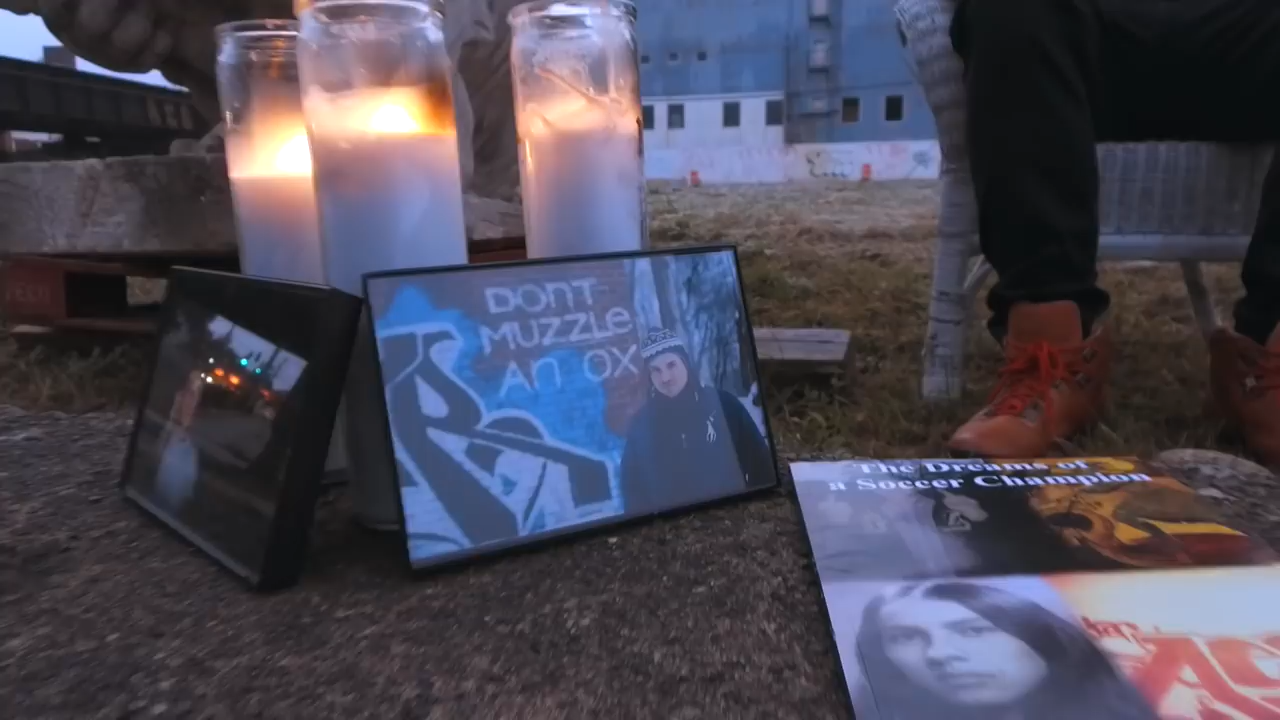 DONT
MUZZLE
AN OX
The Dreams of
a Soccer Champion